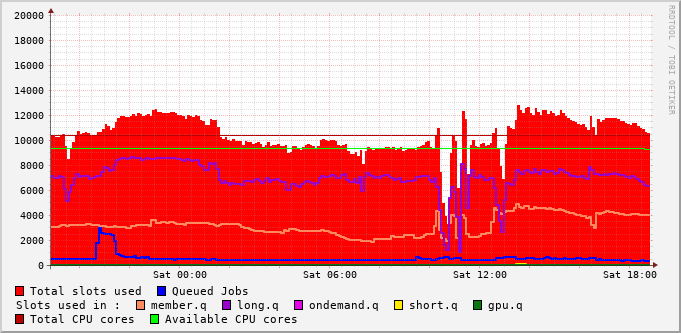 20000
18000
16000
14000
12000
10000
8000
6000
4000
2000
0
Sat 00:00 Sat 06:00 Sat 12:00 Sat 18:00
RRDTOOL / TOBI OETIKER
Total slots used Queued Jobs
Slots used in : member.q long.q ondemand.q short.q gpu.q
Total CPU cores Available CPU cores